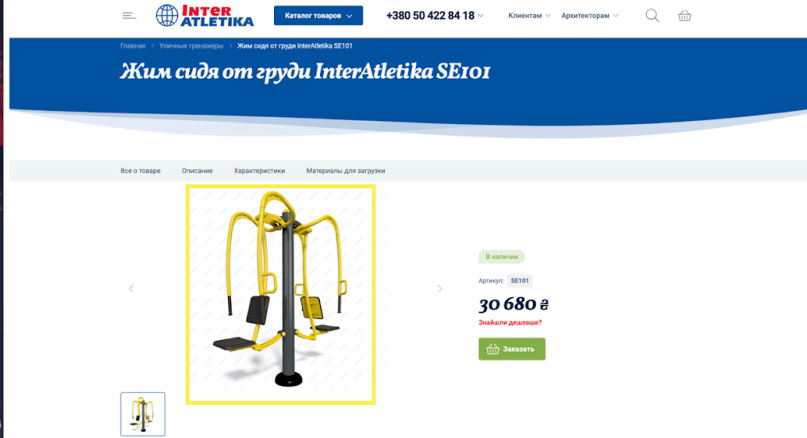 INTER ATLETIKA
Каталог товаров
+380 50 422 84 18
Клиентам
Архитекторам
Главная
Уличные тренажеры
Жим сидя от груди InterAtletika SE101
Жим сидя от груди InterAtletika SE101
Все о товаре
Описание
Характеристики
Материалы для загрузки
В наличии
Артикул: SE101
30 680 ₴
Знайшли дешевше?
Заказать